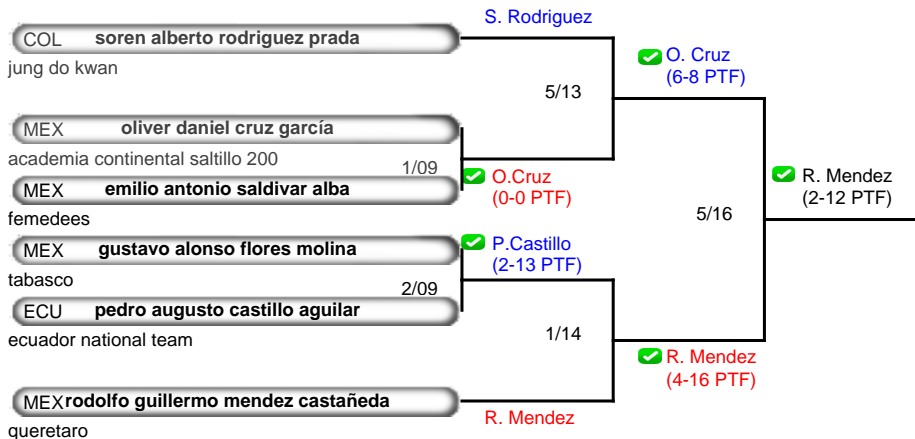 S. Rodriguez
COL soren alberto rodriguez prada
jung do kwan
O. Cruz
(6-8 PTF)
5/13
MEX oliver daniel cruz garcía
academia continental saltillo 200
1/09
MEX emilio antonio saldivar alba
femedees
O.Cruz
(0-0 PTF)
R. Mendez
(2-12 PTF)
5/16
MEX gustavo alonso flores molina
tabasco
P.Castillo
(2-13 PTF)
2/09
ECU pedro augusto castillo aguilar
ecuador national team
1/14
R. Mendez
(4-16 PTF)
MEX rodolfo guillermo mendez castañeda
queretaro
R. Mendez